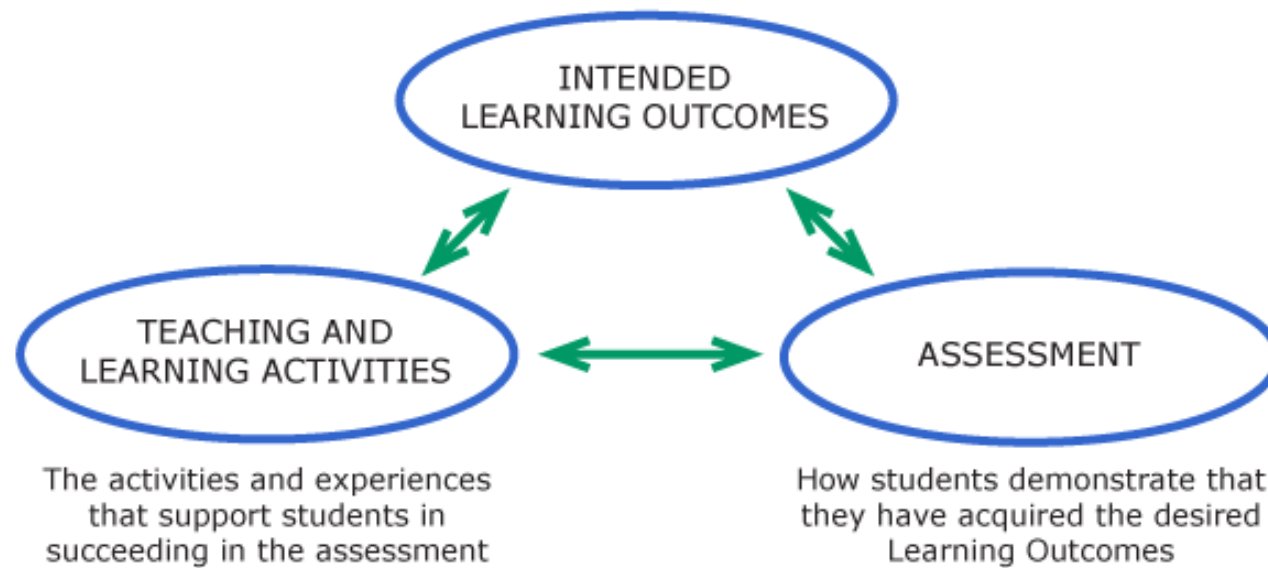 INTENDED
LEARNING OUTCOMES
TEACHING AND
LEARNING ACTIVITIES
ASSESSMENT
The activities and experiences
that support students in
succeeding in the assessment
How students demonstrate that
they have acquired the desired
Learning Outcomes